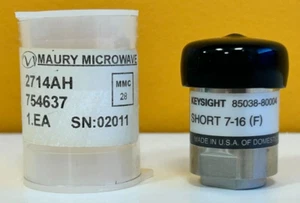 MAURY MICROWAVE
2714AH
754637
1.EA SN:02011
MMC
28
KEYSIGHT 85038-80004
SHORT 7-16 (F)
MADE IN U.S.A. OF DOMEST